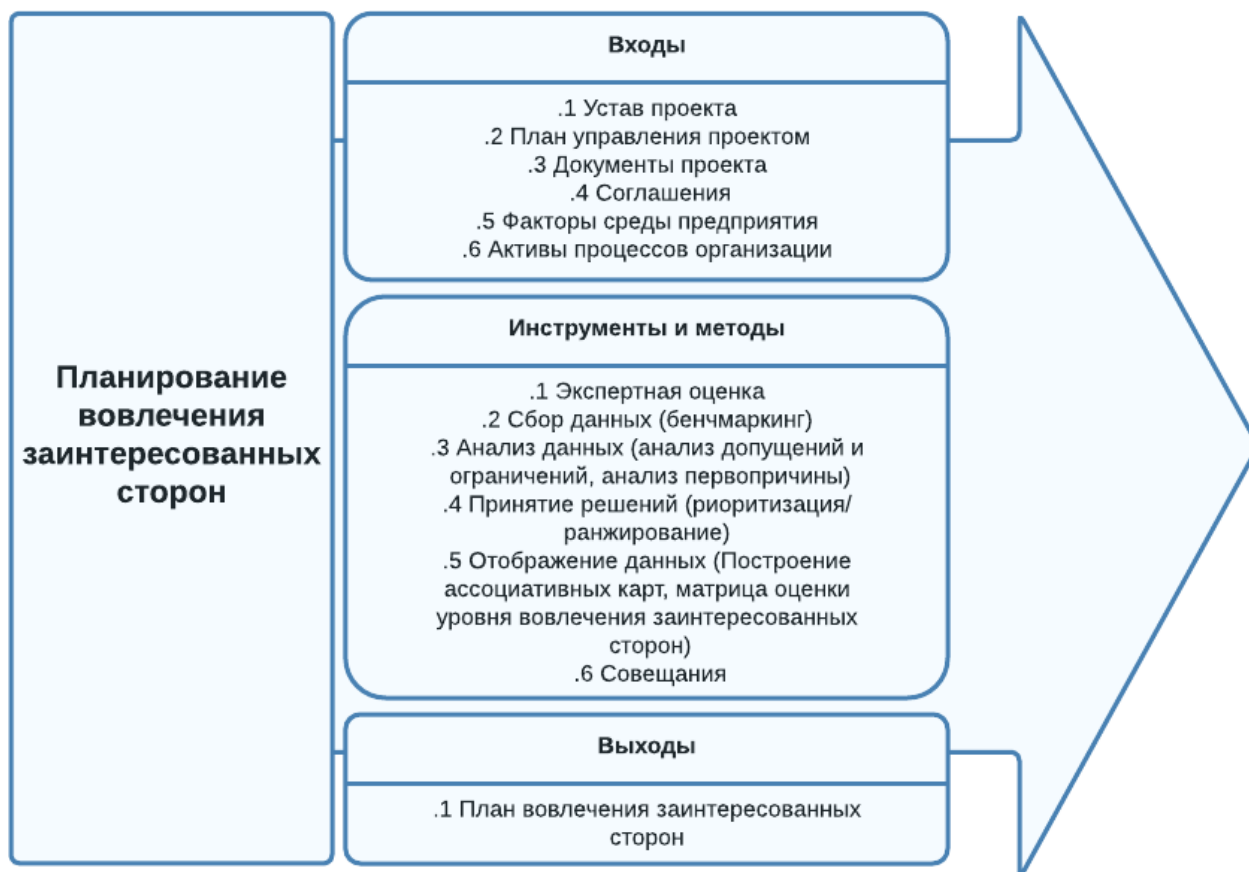 Планирование
вовлечения
заинтересованных
сторон
Входы
.1 Устав проекта
.2 План управления проектом
.3 Документы проекта
.4 Соглашения
.5 Факторы среды предприятия
.6 Активы процессов организации
Инструменты и методы
.1 Экспертная оценка
.2 Сбор данных (бенчмаркинг)
.3 Анализ данных (анализ допущений и
ограничений, анализ первопричины)
.4 Принятие решений (риоритизация/
ранжирование)
.5 Отображение данных (Построение
ассоциативных карт, матрица оценки
уровня вовлечения заинтересованных
сторон)
.6 Совещания
Выходы
.1 План вовлечения заинтересованных
сторон